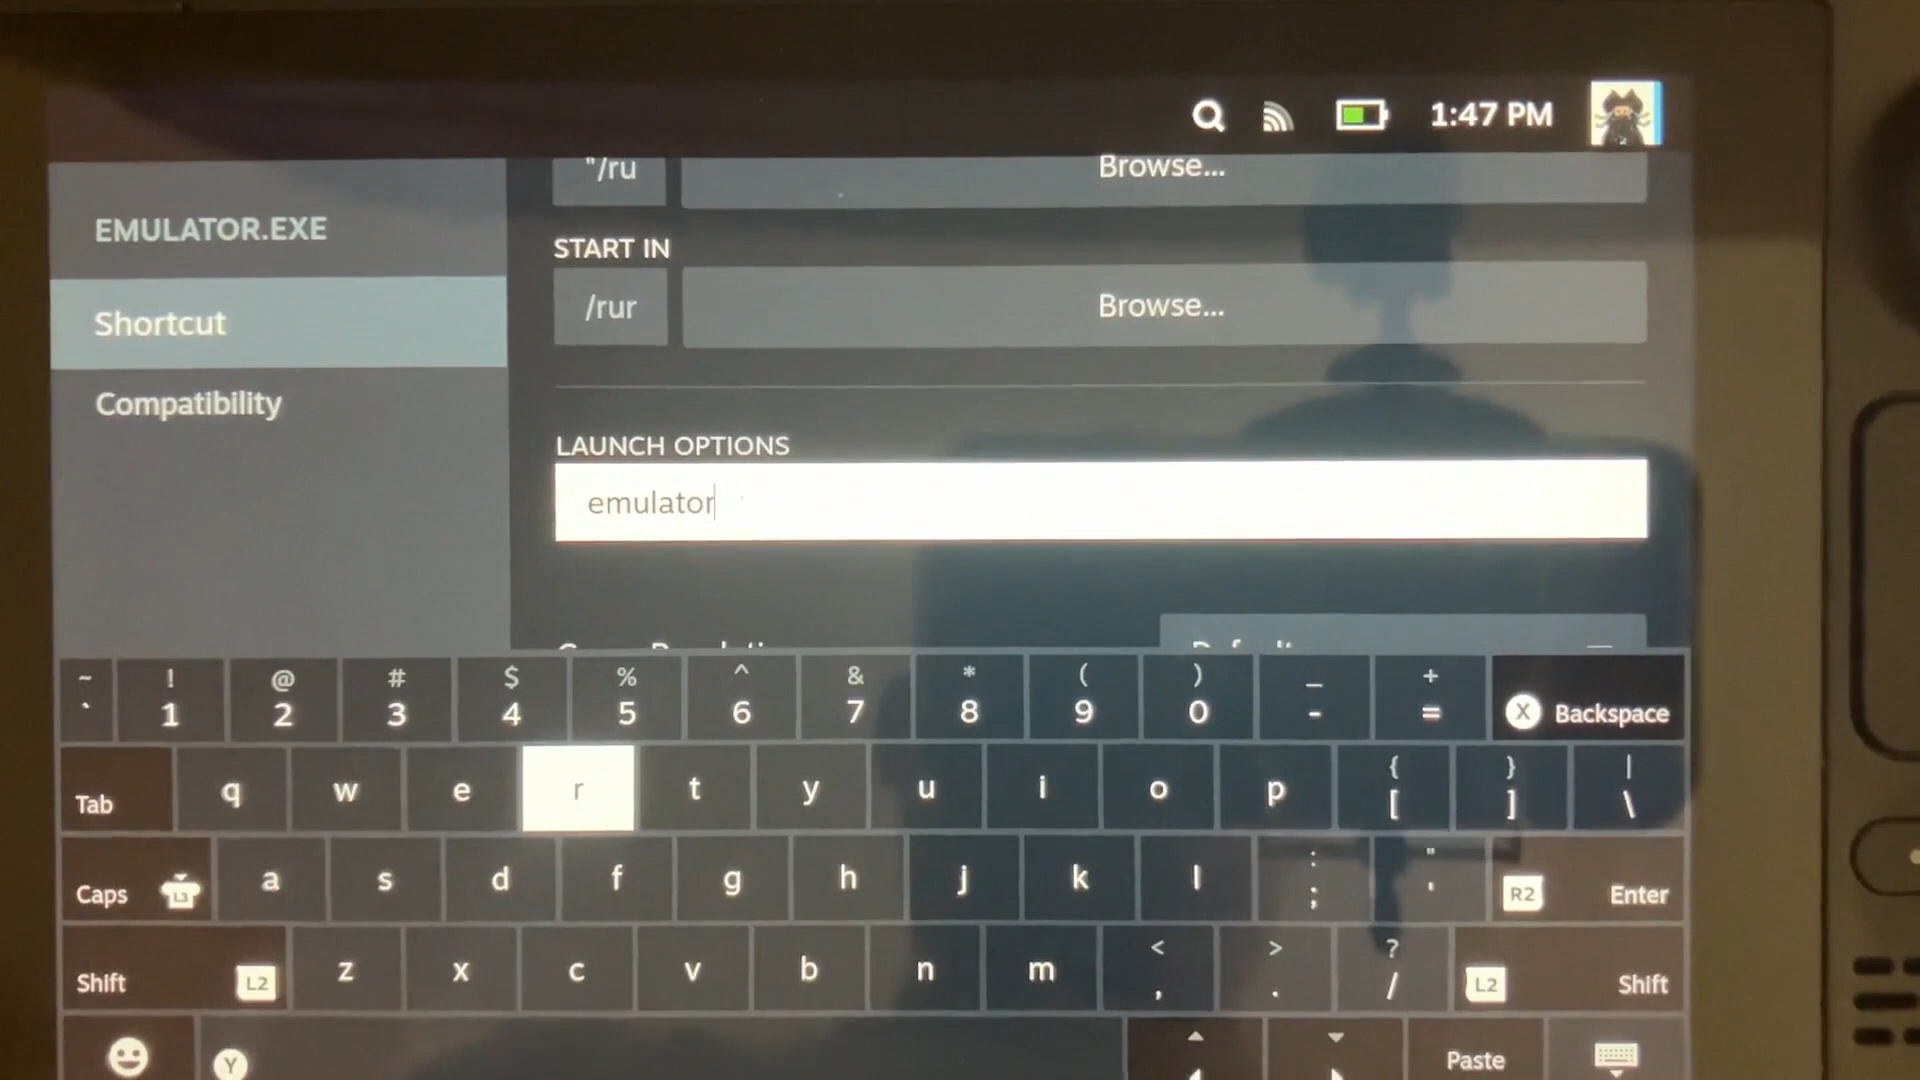 1:47 PM
"/ru Browse...
EMULATOR.EXE
START IN
/rur Browse...
Shortcut
Compatibility
LAUNCH OPTIONS
emulator
~ ! @ # $ % ^ & * ( ) _ +
` 1 2 3 4 5 6 7 8 9 0 - = X Backspace
Tab q w e r t y u i o p { [ } ] | \
Caps L3 a s d f g h j k l : ; " ' R2 Enter
Shift L2 z x c v b n m < , > . ? / L2 Shift
Y Paste